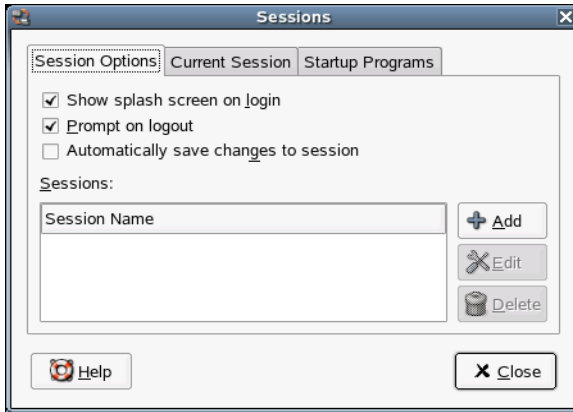 Sessions
Session Options
Current Session
Startup Programs
Show splash screen on login
Prompt on logout
Automatically save changes to session
Sessions:
Session Name
Add
Edit
Delete
Help
Close